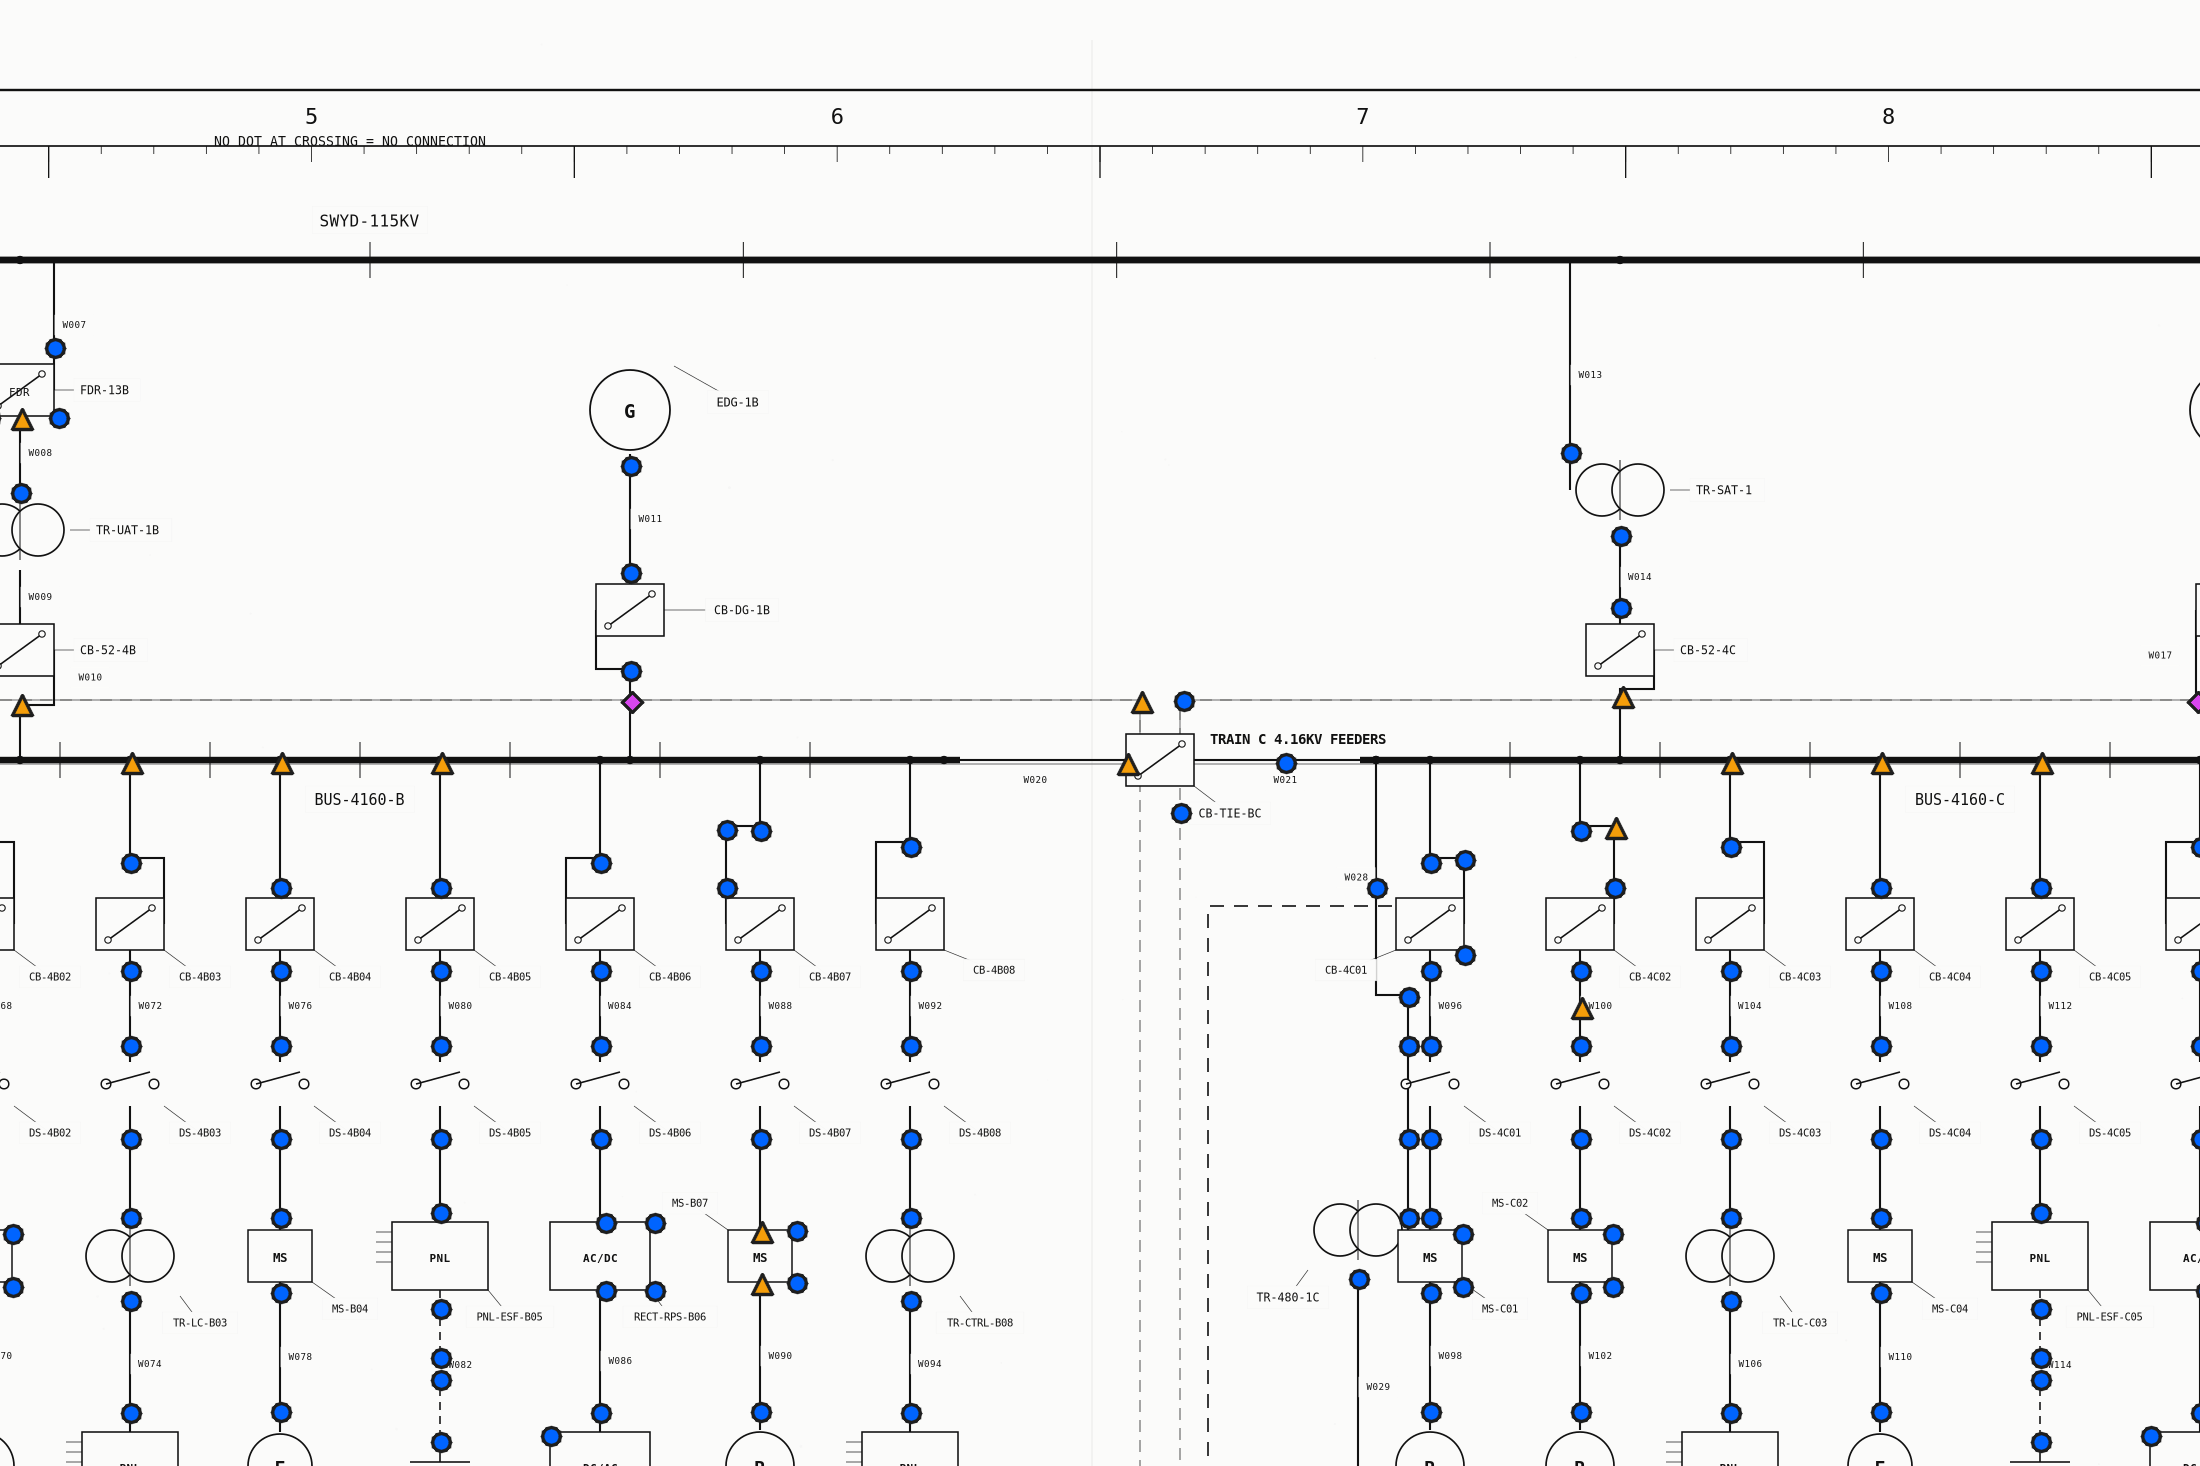 5 6 7 8
NO DOT AT CROSSING = NO CONNECTION
SWYD-115KV
W007
W013
FDR
FDR-13B
EDG-1B
G
W008
TR-SAT-1
W011
TR-UAT-1B
W014
W009
CB-DG-1B
CB-52-4B
CB-52-4C
W017
W010
TRAIN C 4.16KV FEEDERS
W020
W021
BUS-4160-B
BUS-4160-C
CB-TIE-BC
W028
CB-4B02 CB-4B03 CB-4B04 CB-4B05 CB-4B06 CB-4B07 CB-4B08 CB-4C01 CB-4C02 CB-4C03 CB-4C04 CB-4C05
68 W072 W076 W080 W084 W088 W092 W096 W100 W104 W108 W112
DS-4B02 DS-4B03 DS-4B04 DS-4B05 DS-4B06 DS-4B07 DS-4B08 DS-4C01 DS-4C02 DS-4C03 DS-4C04 DS-4C05
MS-B07 MS-C02
MS PNL AC/DC MS MS MS MS PNL AC/
TR-480-1C
MS-B04 MS-C01 MS-C04
PNL-ESF-B05 RECT-RPS-B06 PNL-ESF-C05
TR-LC-B03 TR-CTRL-B08 TR-LC-C03
70 W074 W078 W082 W086 W090 W094 W098 W102 W106 W110 W114
W029